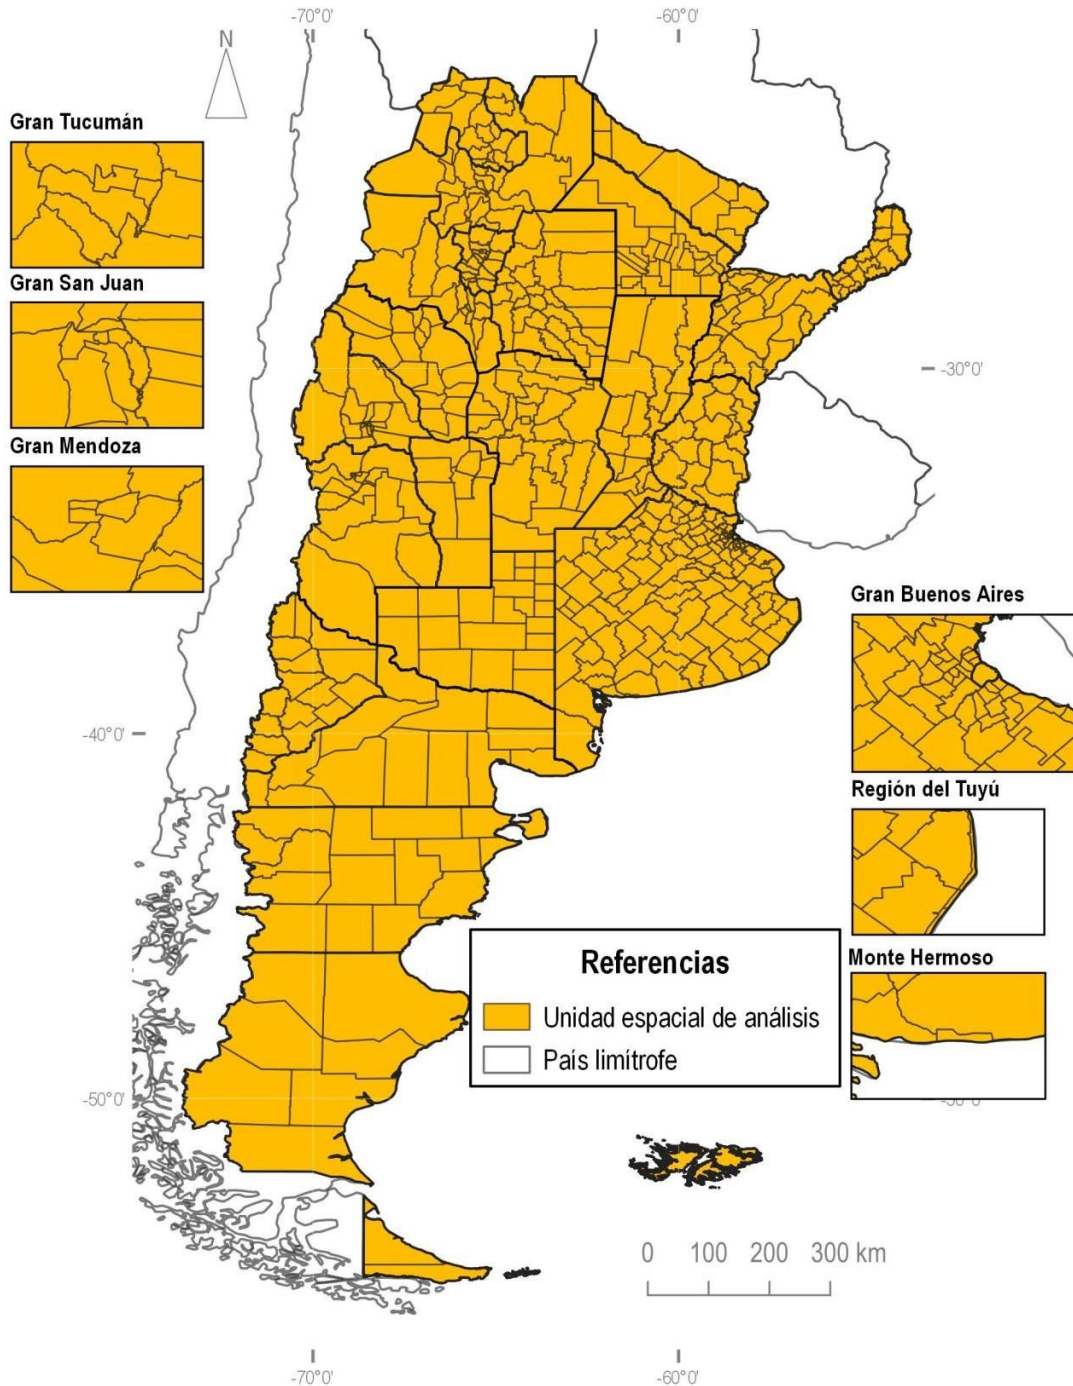 -70°0'
-60°0'
N
Gran Tucumán
Gran San Juan
-30°0'
Gran Mendoza
Gran Buenos Aires
-40°0'
Región del Tuyú
Referencias
Monte Hermoso
Unidad espacial de análisis
País limítrofe
-50°0'
-50°0'
0 100 200 300 km
-70°0'
-60°0'